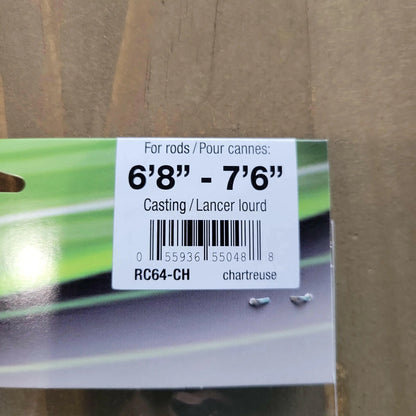 For rods / Pour cannes:
6’8” - 7’6”
Casting / Lancer lourd
0 55936 55048 8
RC64-CH chartreuse